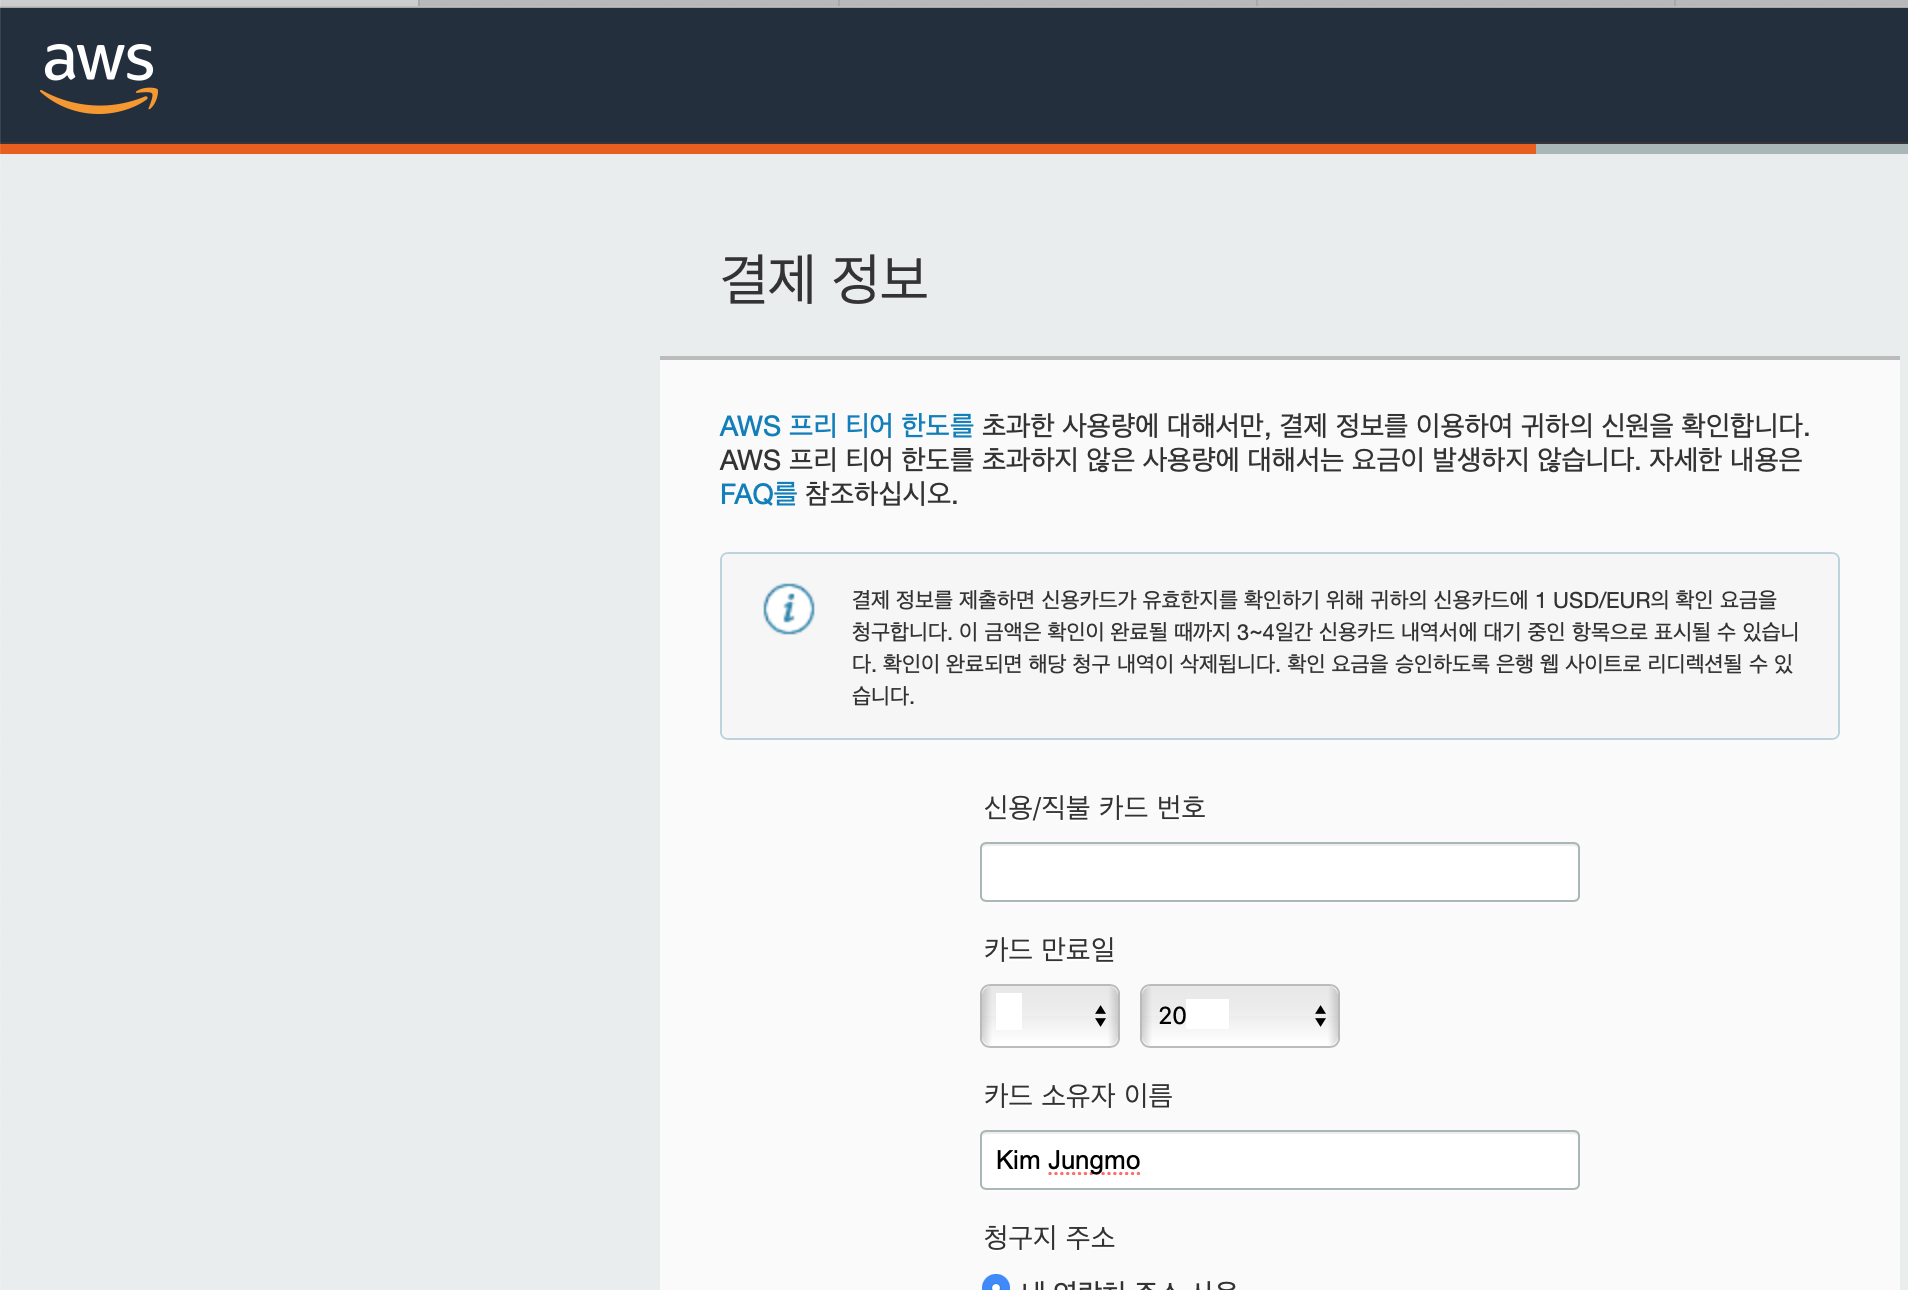 aws
결제 정보
AWS 프리 티어 한도를 초과한 사용량에 대해서만, 결제 정보를 이용하여 귀하의 신원을 확인합니다.
AWS 프리 티어 한도를 초과하지 않은 사용량에 대해서는 요금이 발생하지 않습니다. 자세한 내용은
FAQ를 참조하십시오.
i
결제 정보를 제출하면 신용카드가 유효한지를 확인하기 위해 귀하의 신용카드에 1 USD/EUR의 확인 요금을
청구합니다. 이 금액은 확인이 완료될 때까지 3~4일간 신용카드 내역서에 대기 중인 항목으로 표시될 수 있습니
다. 확인이 완료되면 해당 청구 내역이 삭제됩니다. 확인 요금을 승인하도록 은행 웹 사이트로 리디렉션될 수 있
습니다.
신용/직불 카드 번호
카드 만료일
20
카드 소유자 이름
Kim Jungmo
청구지 주소